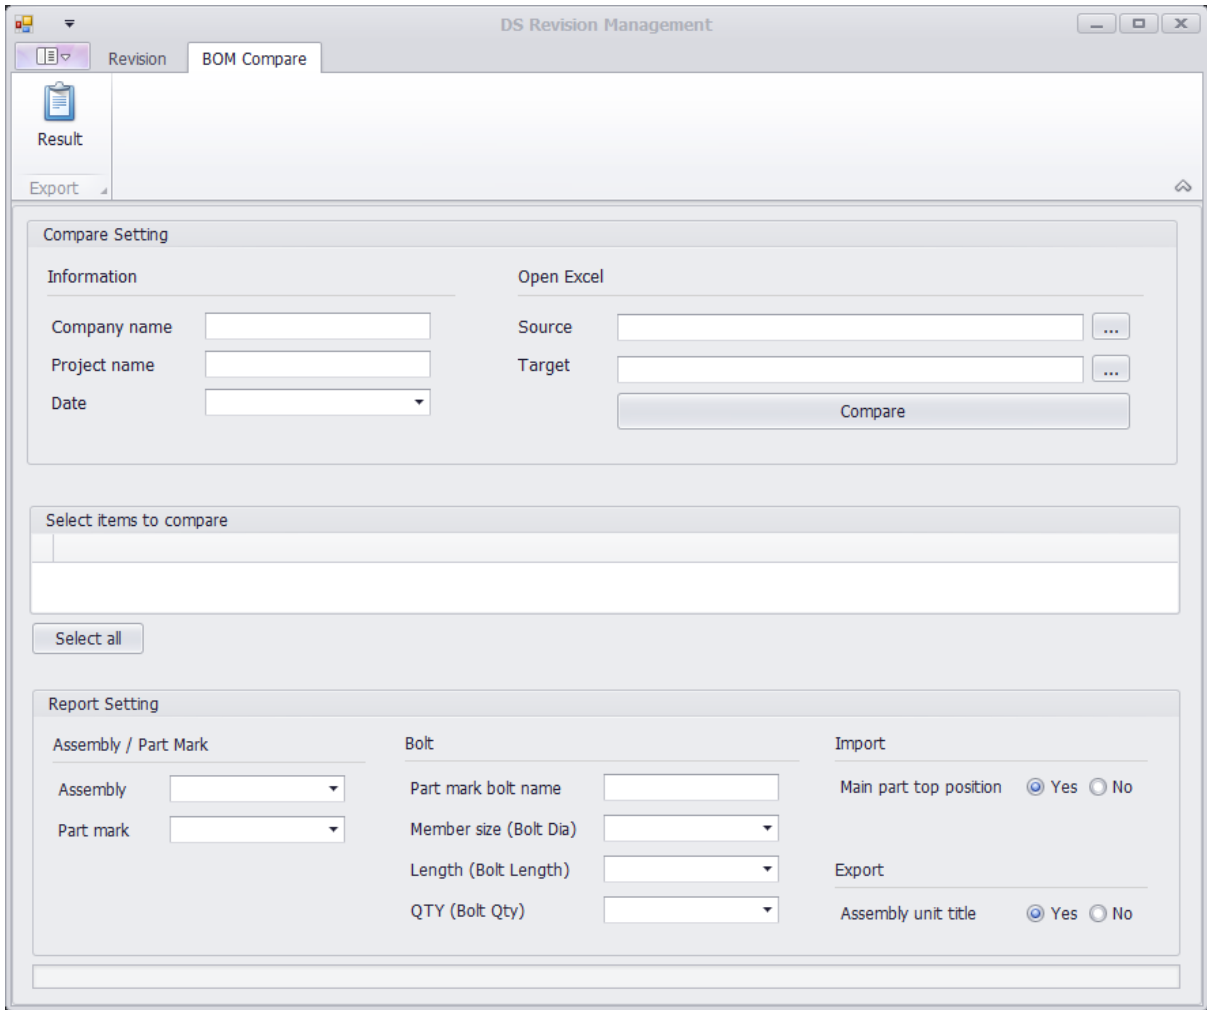 DS Revision Management
Revision BOM Compare
Result
Export
Compare Setting
Information Open Excel
Company name Source ...
Project name Target ...
Date Compare
Select items to compare
Select all
Report Setting
Assembly / Part Mark Bolt Import
Assembly Part mark bolt name Main part top position Yes No
Part mark Member size (Bolt Dia)
Length (Bolt Length) Export
QTY (Bolt Qty) Assembly unit title Yes No